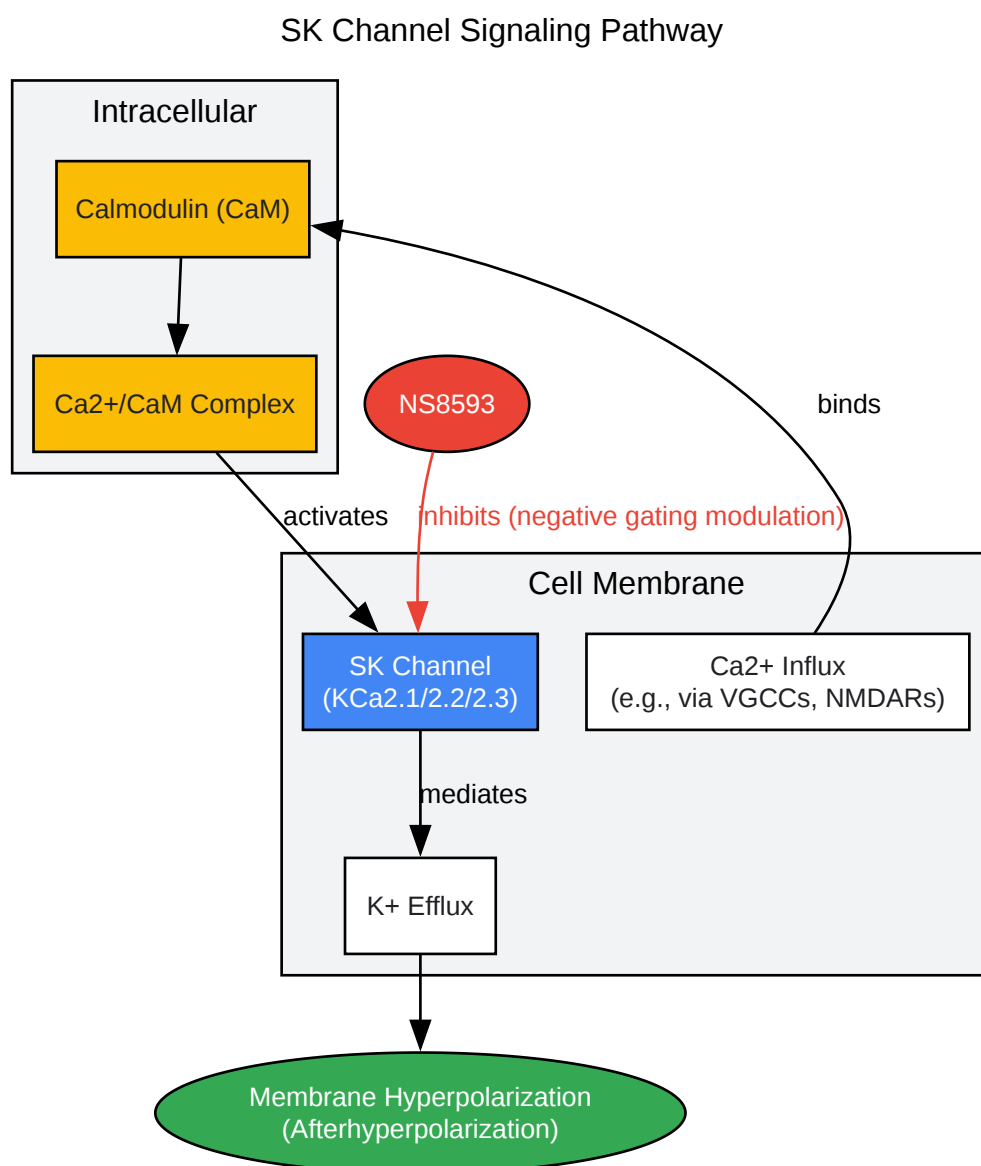 SK Channel Signaling Pathway
Intracellular
Calmodulin (CaM)
Ca2+/CaM Complex
NS8593
binds
activates
inhibits (negative gating modulation)
Cell Membrane
SK Channel
(KCa2.1/2.2/2.3)
Ca2+ Influx
(e.g., via VGCCs, NMDARs)
mediates
K+ Efflux
Membrane Hyperpolarization
(Afterhyperpolarization)